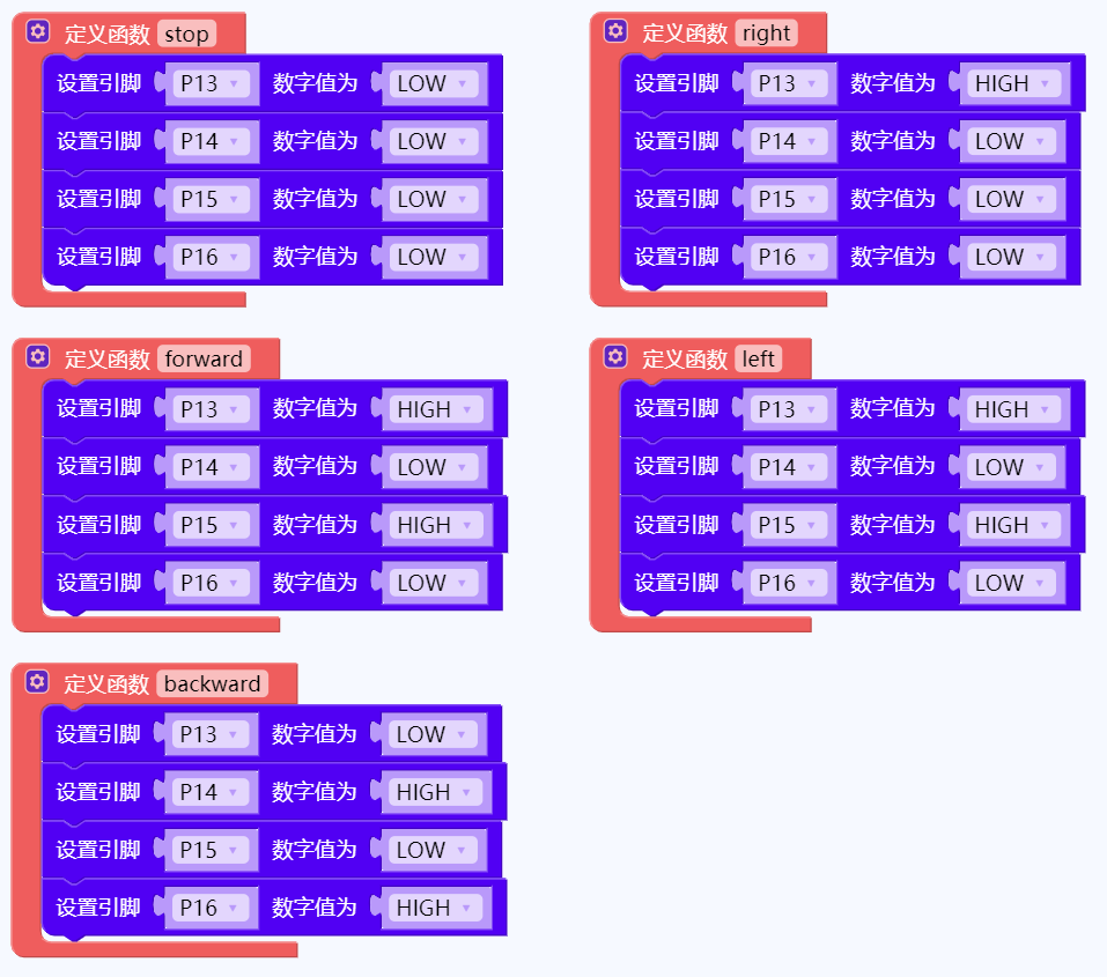 定义函数 stop
设置引脚 P13 数字值为 LOW
设置引脚 P14 数字值为 LOW
设置引脚 P15 数字值为 LOW
设置引脚 P16 数字值为 LOW
定义函数 right
设置引脚 P13 数字值为 HIGH
设置引脚 P14 数字值为 LOW
设置引脚 P15 数字值为 LOW
设置引脚 P16 数字值为 LOW
定义函数 forward
设置引脚 P13 数字值为 HIGH
设置引脚 P14 数字值为 LOW
设置引脚 P15 数字值为 HIGH
设置引脚 P16 数字值为 LOW
定义函数 left
设置引脚 P13 数字值为 HIGH
设置引脚 P14 数字值为 LOW
设置引脚 P15 数字值为 HIGH
设置引脚 P16 数字值为 LOW
定义函数 backward
设置引脚 P13 数字值为 LOW
设置引脚 P14 数字值为 HIGH
设置引脚 P15 数字值为 LOW
设置引脚 P16 数字值为 HIGH